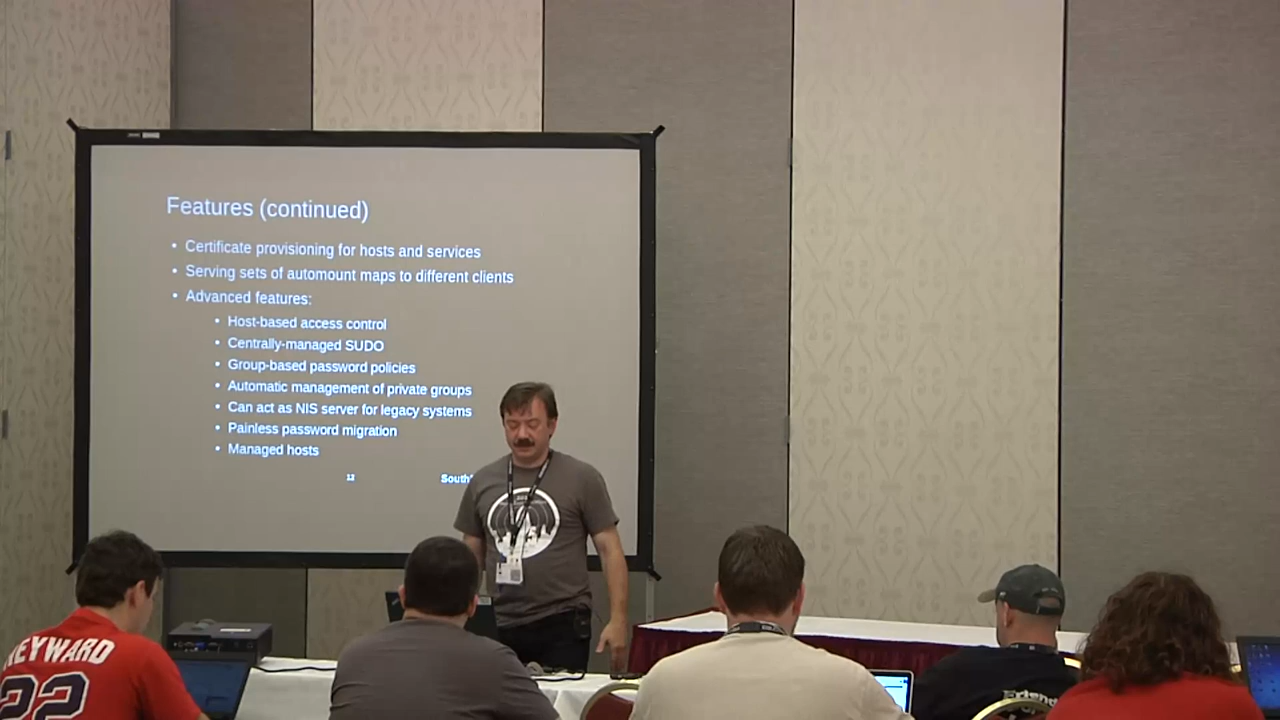 Features (continued)
• Certificate provisioning for hosts and services
• Serving sets of automount maps to different clients
• Advanced features:
• Host-based access control
• Centrally-managed SUDO
• Group-based password policies
• Automatic management of private groups
• Can act as NIS server for legacy systems
• Painless password migration
• Managed hosts
12
HEYWARD
22